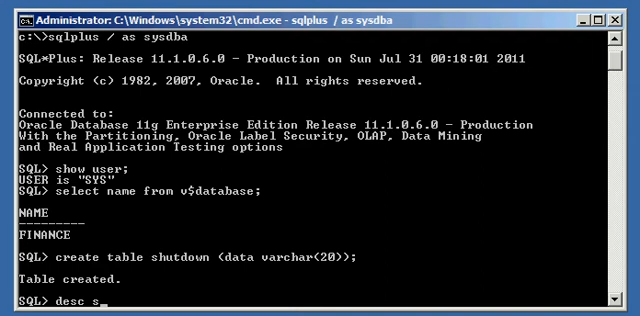 Administrator: C:\Windows\system32\cmd.exe - sqlplus / as sysdba
c:\>sqlplus / as sysdba
SQL*Plus: Release 11.1.0.6.0 - Production on Sun Jul 31 00:18:01 2011
Copyright (c) 1982, 2007, Oracle.  All rights reserved.
Connected to:
Oracle Database 11g Enterprise Edition Release 11.1.0.6.0 - Production
With the Partitioning, Oracle Label Security, OLAP, Data Mining
and Real Application Testing options
SQL> show user;
USER is "SYS"
SQL> select name from v$database;
NAME
---------
FINANCE
SQL> create table shutdown (data varchar(20));
Table created.
SQL> desc s_